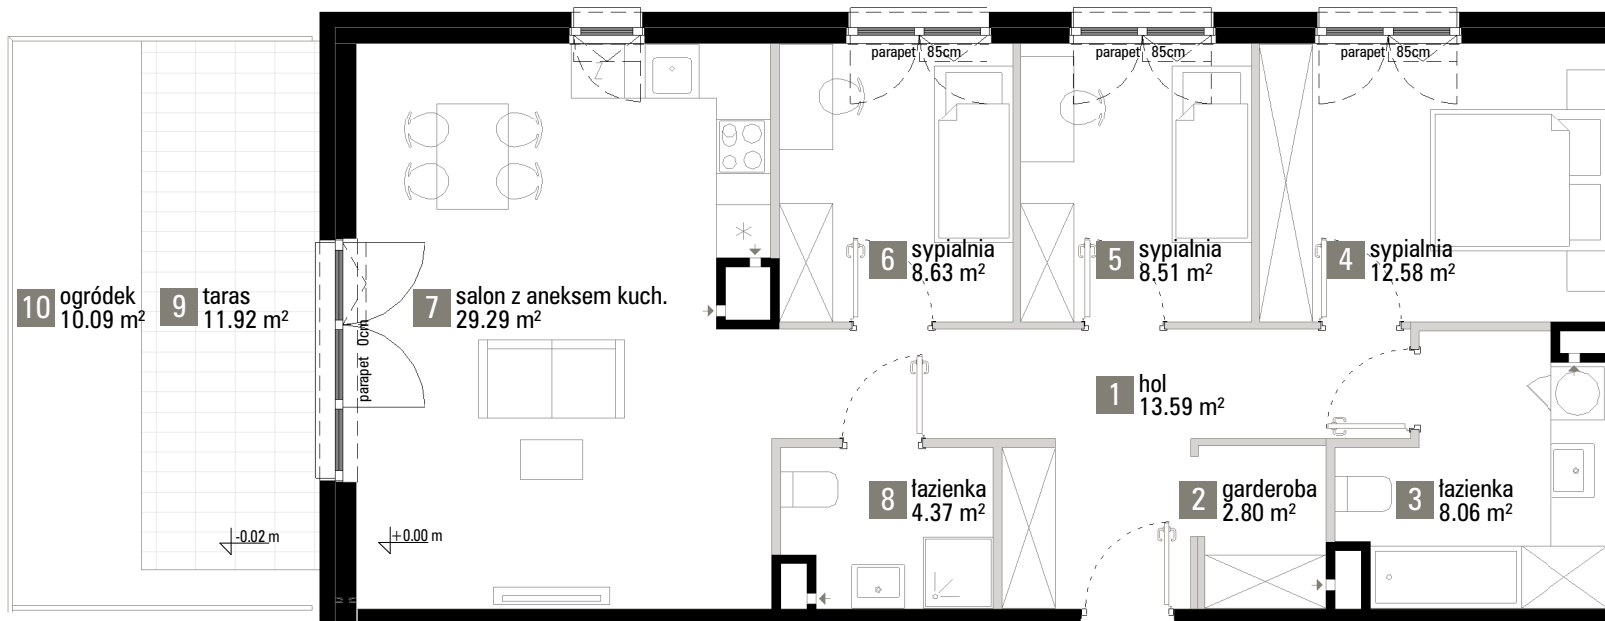 parapet 85cm
parapet 85cm
parapet 85cm
6 sypialnia
8.63 m²
5 sypialnia
8.51 m²
4 sypialnia
12.58 m²
10 ogródek
10.09 m²
9 taras
11.92 m²
7 salon z aneksem kuch.
29.29 m²
parapet 0cm
1 hol
13.59 m²
8 łazienka
4.37 m²
2 garderoba
2.80 m²
3 łazienka
8.06 m²
-0.02 m
+0.00 m